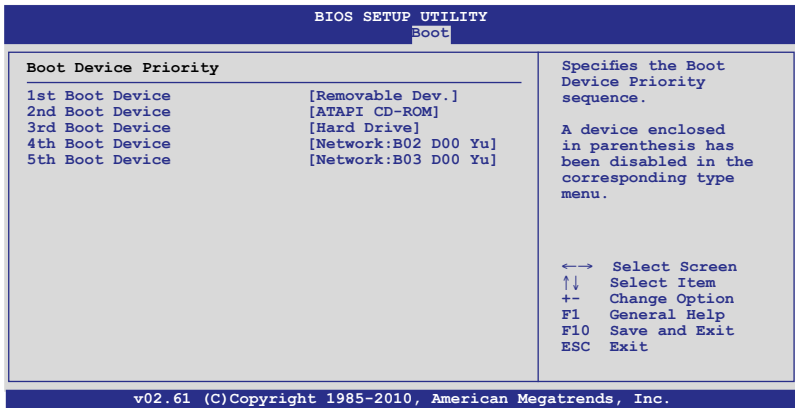 BIOS SETUP UTILITY
Boot
Boot Device Priority
1st Boot Device [Removable Dev.]
2nd Boot Device [ATAPI CD-ROM]
3rd Boot Device [Hard Drive]
4th Boot Device [Network:B02 D00 Yu]
5th Boot Device [Network:B03 D00 Yu]
Specifies the Boot
Device Priority
sequence.
A device enclosed
in parenthesis has
been disabled in the
corresponding type
menu.
←→ Select Screen
↑↓ Select Item
+- Change Option
F1 General Help
F10 Save and Exit
ESC Exit
v02.61 (C)Copyright 1985-2010, American Megatrends, Inc.